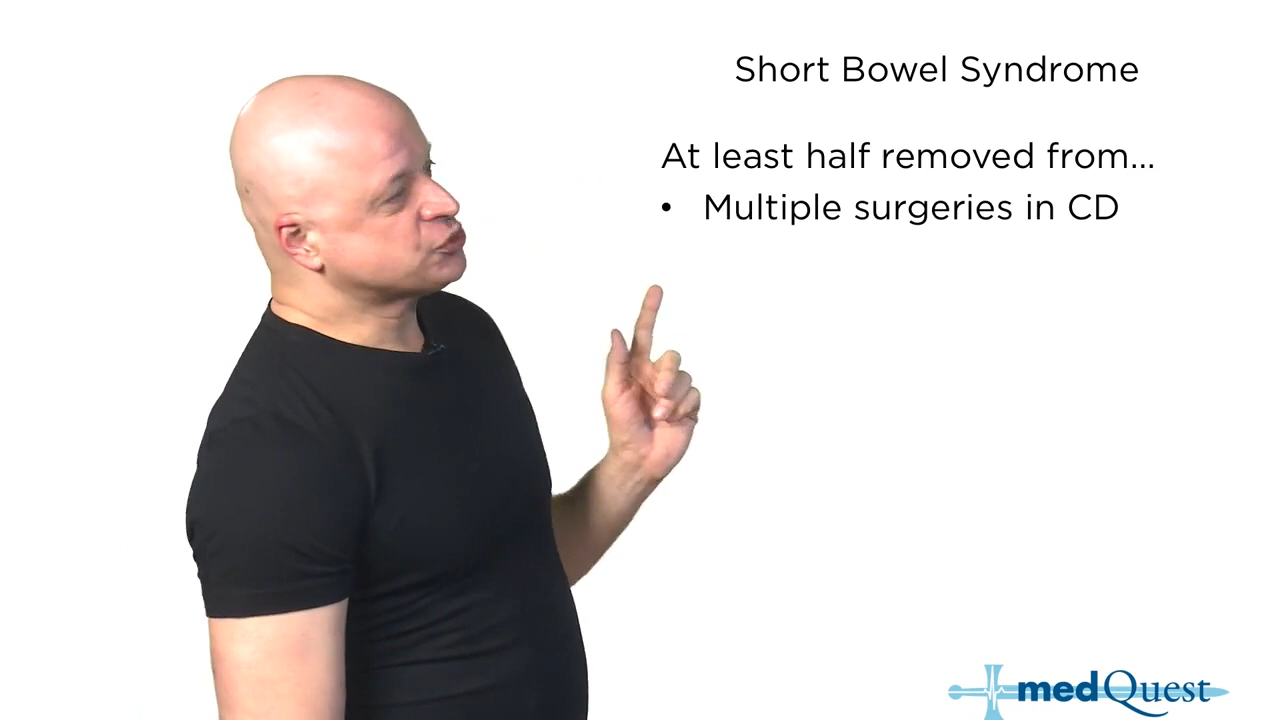 Short Bowel Syndrome
At least half removed from...
• Multiple surgeries in CD
medQuest